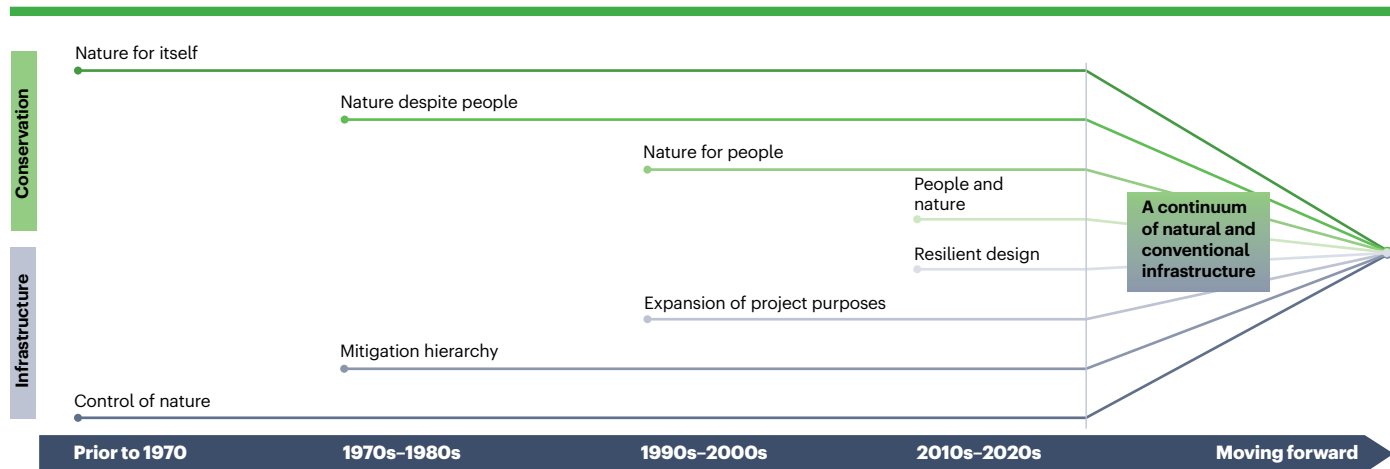 Conservation
Nature for itself
Nature despite people
Nature for people
People and
nature
A continuum
of natural and
conventional
infrastructure
Infrastructure
Resilient design
Expansion of project purposes
Mitigation hierarchy
Control of nature
Prior to 1970
1970s–1980s
1990s–2000s
2010s–2020s
Moving forward